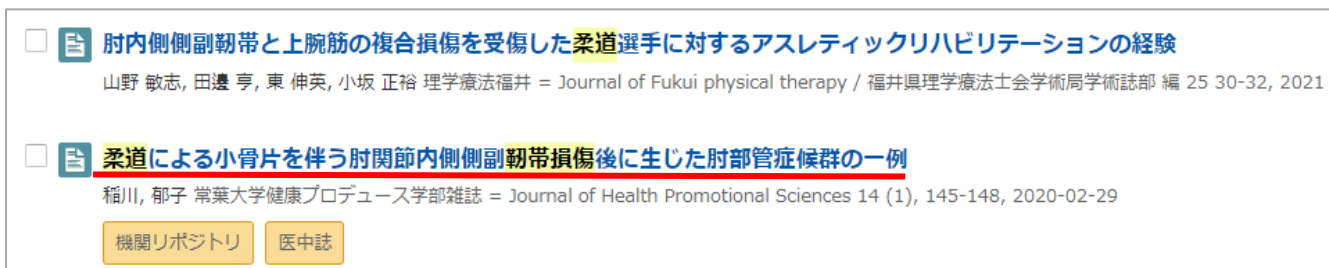 肘内側側副靭帯と上腕筋の複合損傷を受傷した柔道選手に対するアスレティックリハビリテーションの経験
山野 敏志, 田邊 亨, 東 伸英, 小坂 正裕 理学療法福井 = Journal of Fukui physical therapy / 福井県理学療法士会学術局学術誌部 編 25 30-32, 2021
柔道による小骨片を伴う肘関節内側側副靭帯損傷後に生じた肘部管症候群の一例
稲川, 郁子 常葉大学健康プロデュース学部雑誌 = Journal of Health Promotional Sciences 14 (1), 145-148, 2020-02-29
機関リポジトリ 医中誌